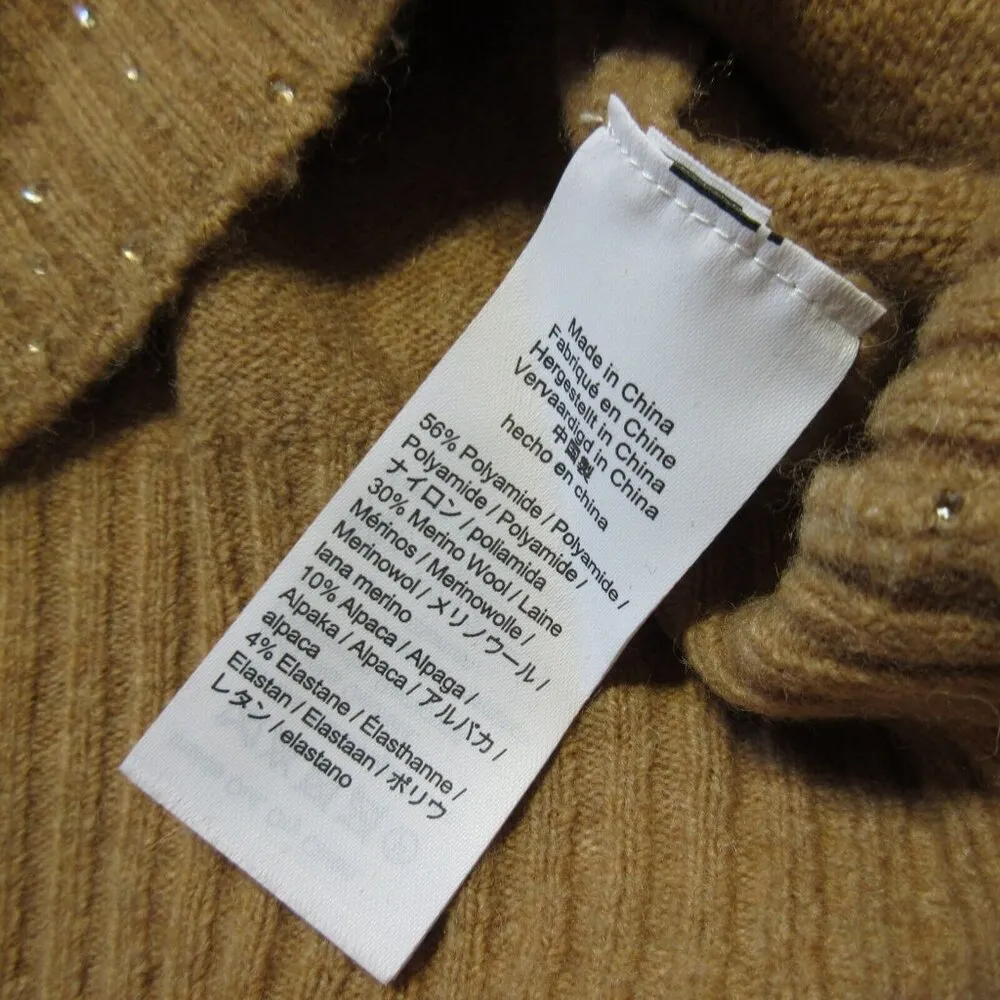 Made in China
Fabriqué en Chine
Hergestellt in China
Vervaardigd in China
中国製
hecho en china
56% Polyamide / Polyamide /
Polyamide / Polyamide /
ナイロン / poliamida
30% Merino Wool / Laine
Mérinos / Merinowolle /
Merinowol / メリノウール /
lana merino
10% Alpaca / Alpaga /
Alpaka / Alpaca / アルパカ /
alpaca
4% Elastane / Élasthanne /
Elastan / Elastaan / ポリウ
レタン / elastano